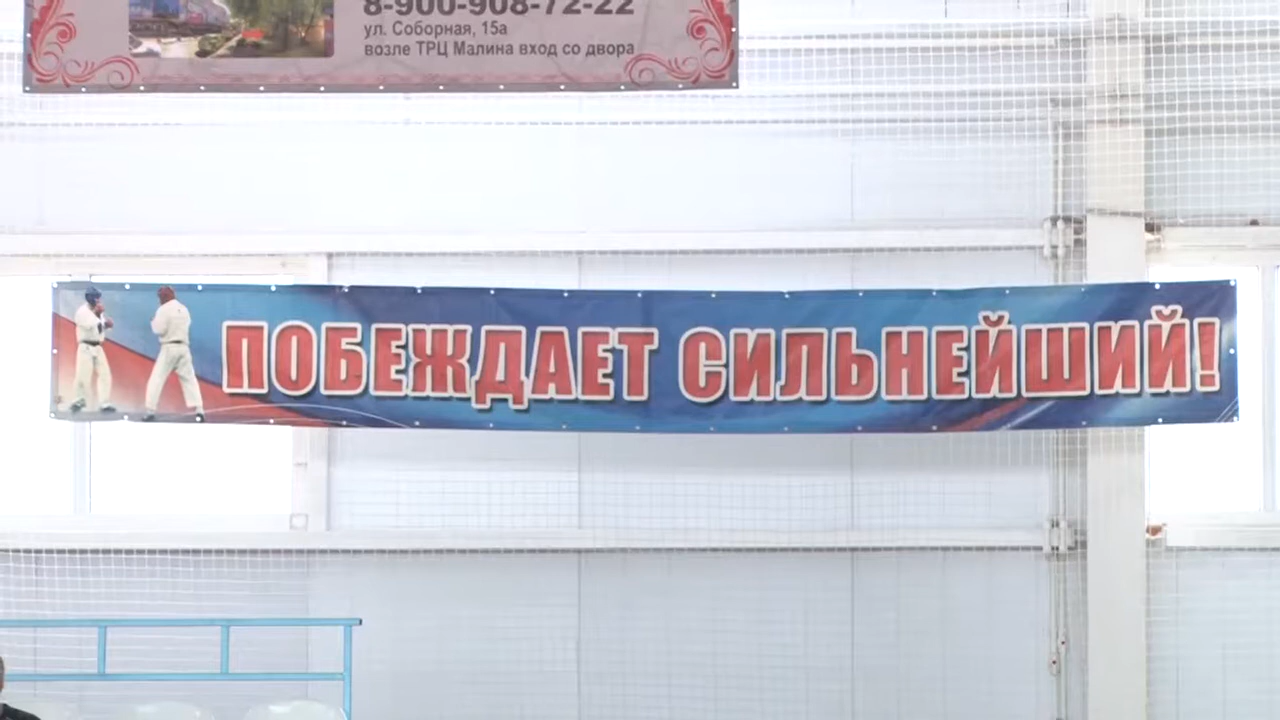 8-900-908-72-22
ул. Соборная, 15а
возле ТРЦ Малина вход со двора
ПОБЕЖДАЕТ СИЛЬНЕЙШИЙ!